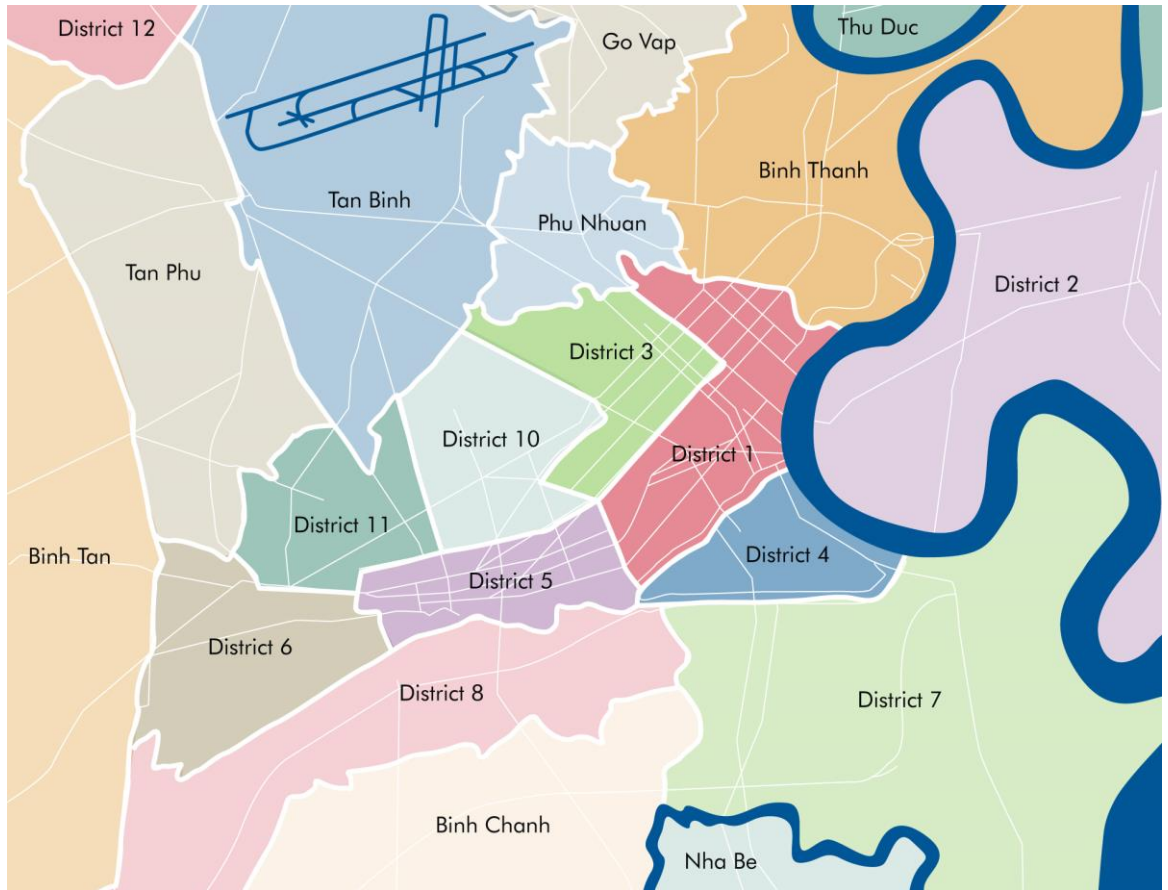 District 12
Go Vap
Thu Duc
Binh Thanh
Tan Binh
Phu Nhuan
Tan Phu
District 2
District 3
District 10
District 1
District 11
District 4
Binh Tan
District 5
District 6
District 8
District 7
Binh Chanh
Nha Be